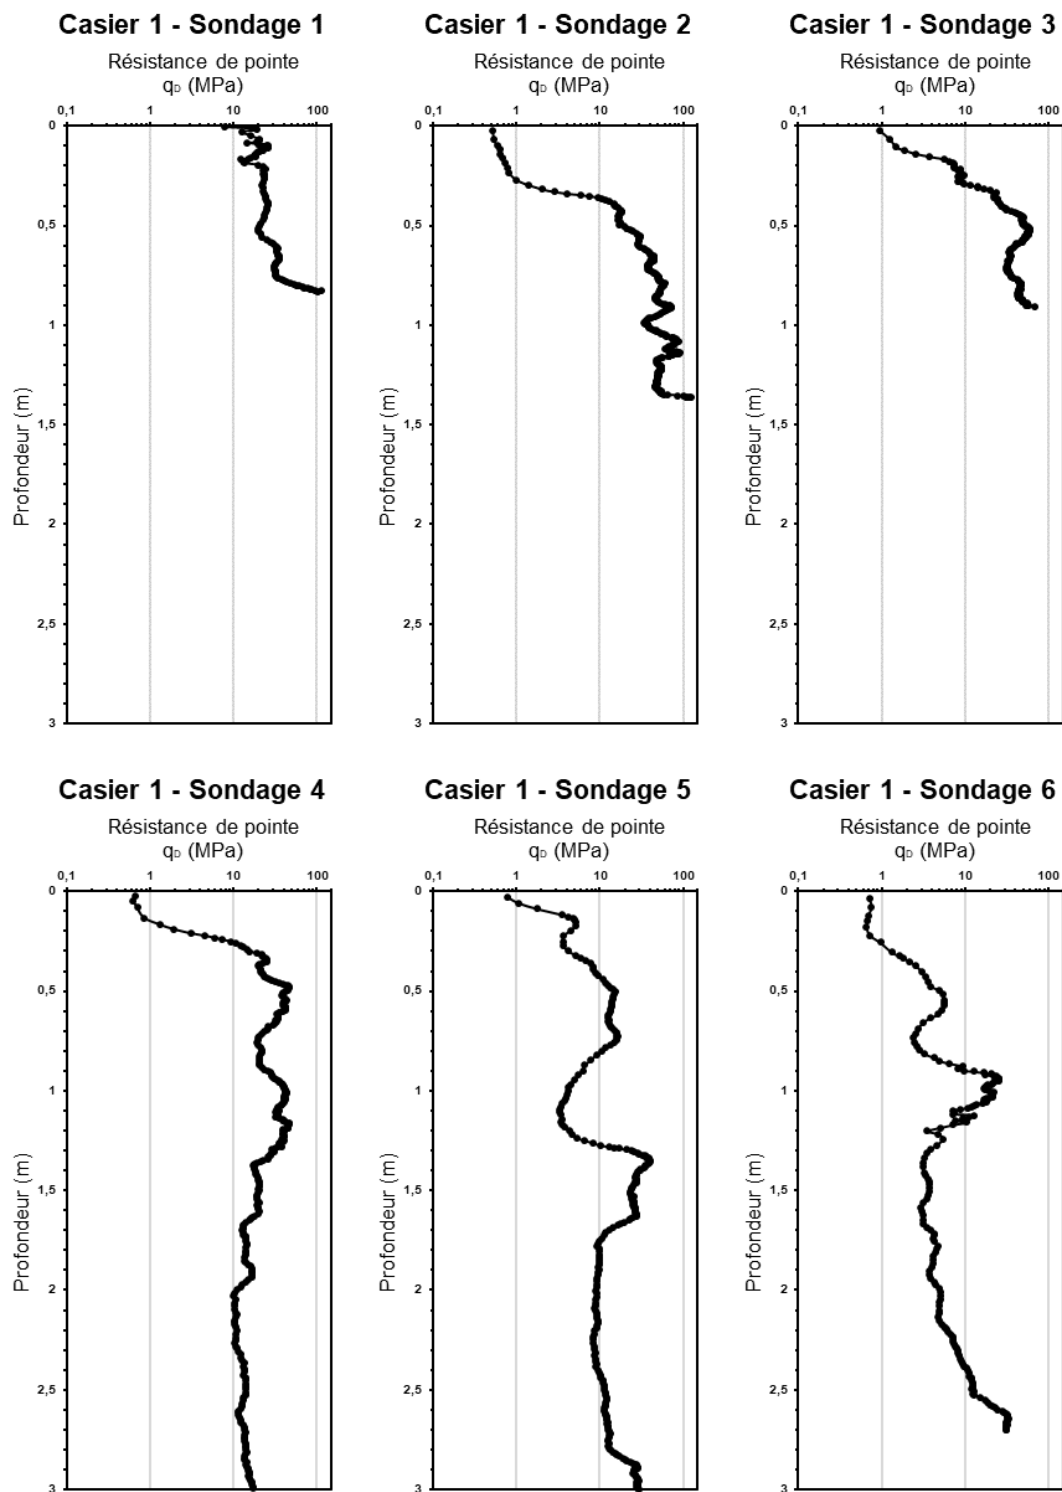 Casier 1 - Sondage 1
Résistance de pointe
qD (MPa)
0,1 1 10 100
0
0,5
1
1,5
2
2,5
3
Profondeur (m)
Casier 1 - Sondage 2
Résistance de pointe
qD (MPa)
0,1 1 10 100
0
0,5
1
1,5
2
2,5
3
Profondeur (m)
Casier 1 - Sondage 3
Résistance de pointe
qD (MPa)
0,1 1 10 100
0
0,5
1
1,5
2
2,5
3
Profondeur (m)
Casier 1 - Sondage 4
Résistance de pointe
qD (MPa)
0,1 1 10 100
0
0,5
1
1,5
2
2,5
3
Profondeur (m)
Casier 1 - Sondage 5
Résistance de pointe
qD (MPa)
0,1 1 10 100
0
0,5
1
1,5
2
2,5
3
Profondeur (m)
Casier 1 - Sondage 6
Résistance de pointe
qD (MPa)
0,1 1 10 100
0
0,5
1
1,5
2
2,5
3
Profondeur (m)